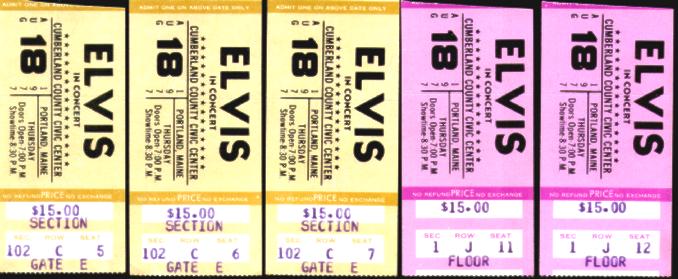 ADMIT ONE ON ABOVE DATE ONLY
ELVIS
IN CONCERT
★★★★★★★★★★★★★★★
CUMBERLAND COUNTY CIVIC CENTER
AUG 18 1977
PORTLAND, MAINE
THURSDAY
Doors Open-7:00 P.M.
Showtime-8:30 P.M.
NO REFUND PRICE NO EXCHANGE
$15.00
SECTION
SEC. ROW SEAT
102 C 5
GATE E
ADMIT ONE ON ABOVE DATE ONLY
ELVIS
IN CONCERT
★★★★★★★★★★★★★★★
CUMBERLAND COUNTY CIVIC CENTER
AUG 18 1977
PORTLAND, MAINE
THURSDAY
Doors Open-7:00 P.M.
Showtime-8:30 P.M.
NO REFUND PRICE NO EXCHANGE
$15.00
SECTION
SEC. ROW SEAT
102 C 6
GATE E
ADMIT ONE ON ABOVE DATE ONLY
ELVIS
IN CONCERT
★★★★★★★★★★★★★★★
CUMBERLAND COUNTY CIVIC CENTER
AUG 18 1977
PORTLAND, MAINE
THURSDAY
Doors Open-7:00 P.M.
Showtime-8:30 P.M.
NO REFUND PRICE NO EXCHANGE
$15.00
SECTION
SEC. ROW SEAT
102 C 7
GATE E
ELVIS
IN CONCERT
★★★★★★★★★★★★★★★
CUMBERLAND COUNTY CIVIC CENTER
AUG 18 1977
PORTLAND, MAINE
THURSDAY
Doors Open-7:00 P.M.
Showtime-8:30 P.M.
NO REFUND PRICE NO EXCHANGE
$15.00
SEC. ROW SEAT
1 J 11
FLOOR
ELVIS
IN CONCERT
★★★★★★★★★★★★★★★
CUMBERLAND COUNTY CIVIC CENTER
AUG 18 1977
PORTLAND, MAINE
THURSDAY
Doors Open-7:00 P.M.
Showtime-8:30 P.M.
NO REFUND PRICE NO EXCHANGE
$15.00
SEC. ROW SEAT
1 J 12
FLOOR